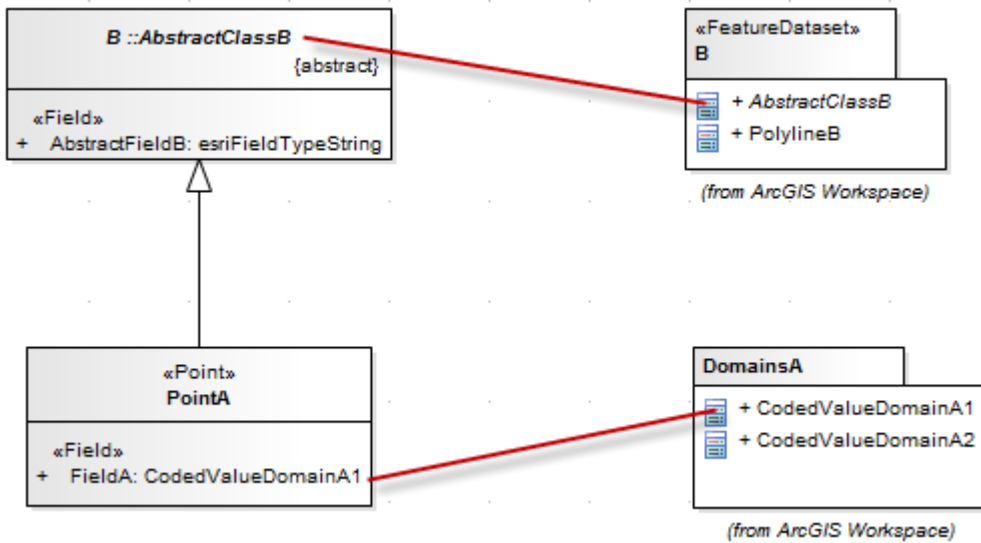 B ::AbstractClassB
{abstract}
«Field»
+ AbstractFieldB: esriFieldTypeString
«FeatureDataset»
B
+ AbstractClassB
+ PolylineB
(from ArcGIS Workspace)
«Point»
PointA
«Field»
+ FieldA: CodedValueDomainA1
DomainsA
+ CodedValueDomainA1
+ CodedValueDomainA2
(from ArcGIS Workspace)